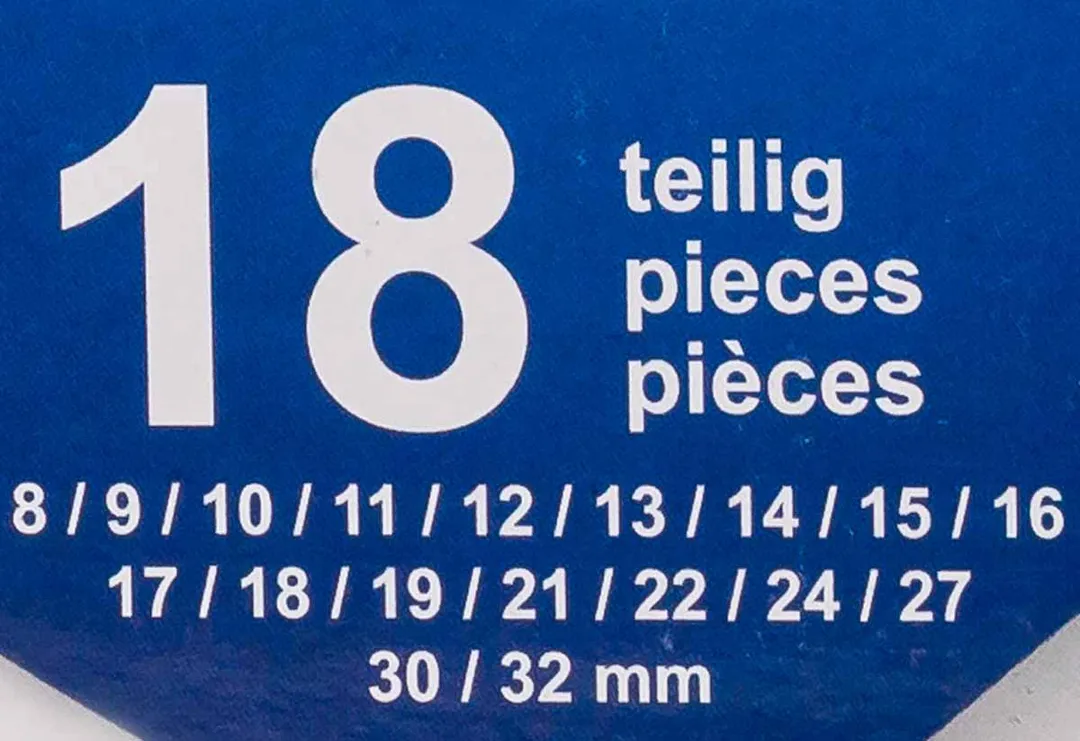 18 teilig
pieces
pièces
8 / 9 / 10 / 11 / 12 / 13 / 14 / 15 / 16
17 / 18 / 19 / 21 / 22 / 24 / 27
30 / 32 mm